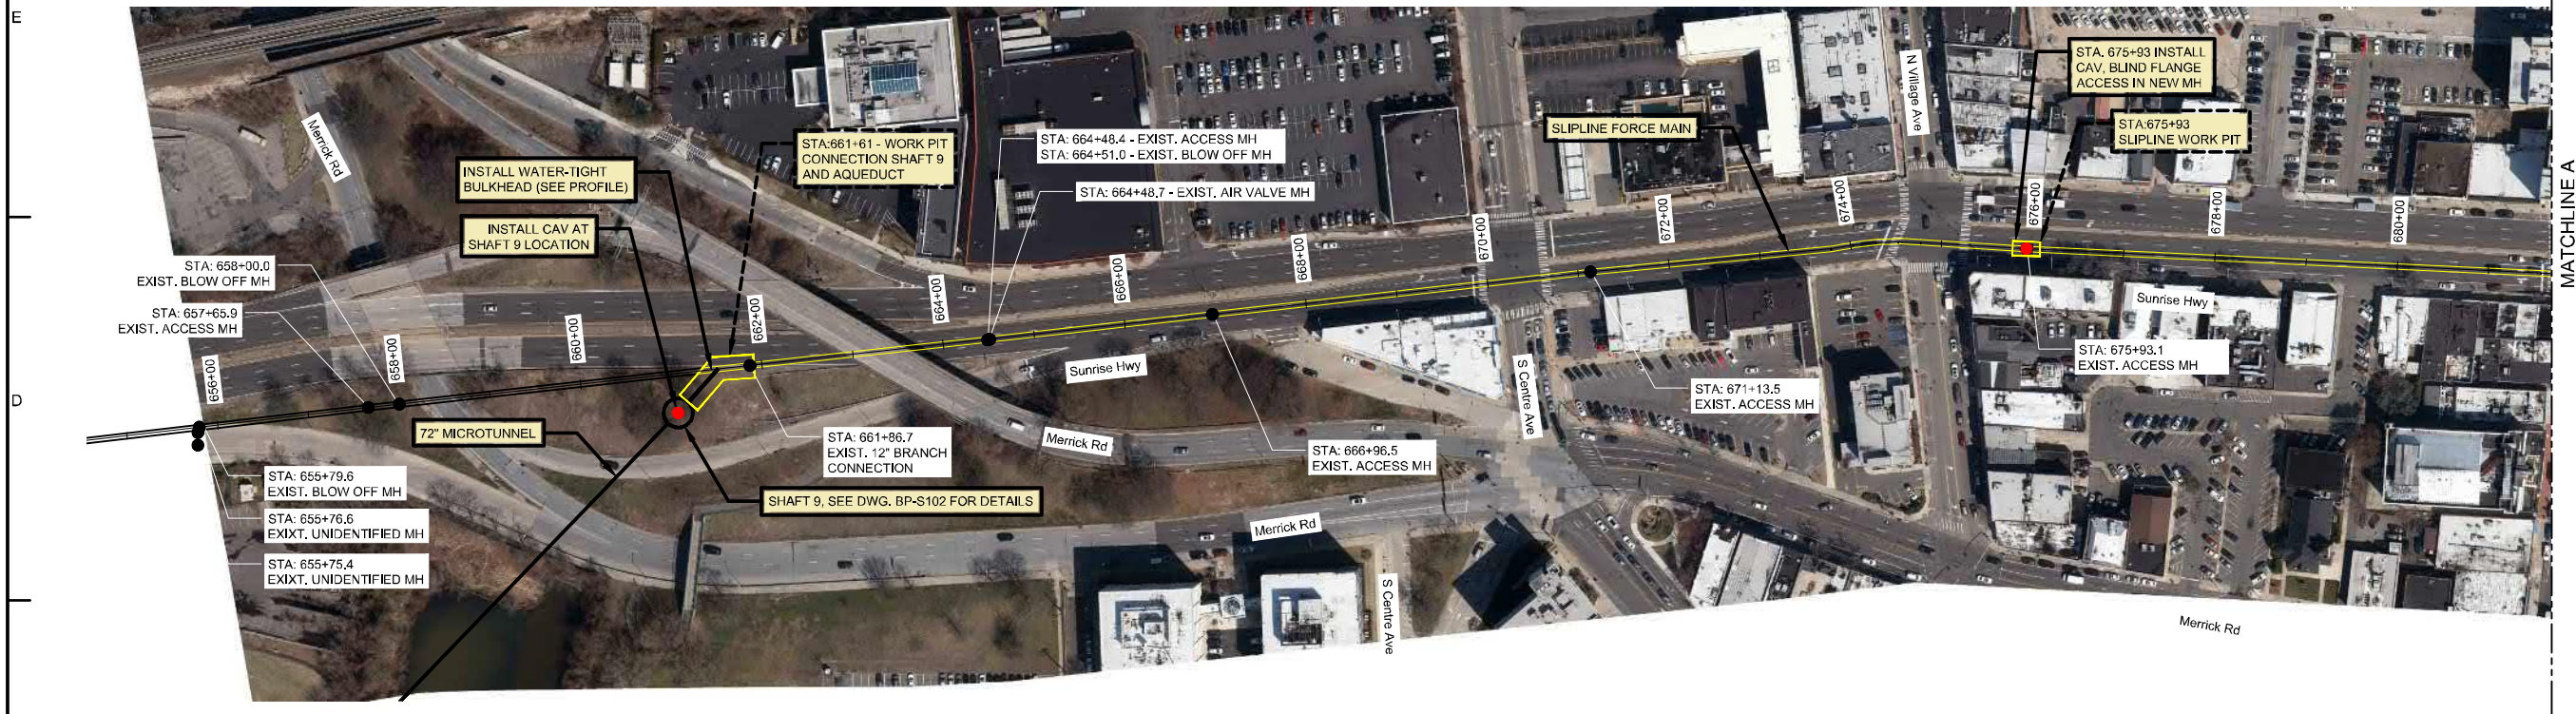 E
Merrick Rd
STA:661+61 - WORK PIT
CONNECTION SHAFT 9
AND AQUEDUCT
STA: 664+48.4 - EXIST. ACCESS MH
STA: 664+51.0 - EXIST. BLOW OFF MH
STA: 664+48.7 - EXIST. AIR VALVE MH
SLIPLINE FORCE MAIN
N Village Ave
STA. 675+93 INSTALL
CAV, BLIND FLANGE
ACCESS IN NEW MH
STA:675+93
SLIPLINE WORK PIT
MATCHLINE A
INSTALL WATER-TIGHT
BULKHEAD (SEE PROFILE)
INSTALL CAV AT
SHAFT 9 LOCATION
STA: 658+00.0
EXIST. BLOW OFF MH
STA: 657+65.9
EXIST. ACCESS MH
656+00
658+00
660+00
662+00
664+00
666+00
668+00
670+00
672+00
674+00
676+00
678+00
680+00
Sunrise Hwy
Sunrise Hwy
D
S Centre Ave
STA: 675+93.1
EXIST. ACCESS MH
STA: 671+13.5
EXIST. ACCESS MH
72" MICROTUNNEL
STA: 661+86.7
EXIST. 12" BRANCH
CONNECTION
Merrick Rd
STA: 666+96.5
EXIST. ACCESS MH
STA: 655+79.6
EXIST. BLOW OFF MH
SHAFT 9, SEE DWG. BP-S102 FOR DETAILS
STA: 655+76.6
EXIXT. UNIDENTIFIED MH
Merrick Rd
STA: 655+75.4
EXIXT. UNIDENTIFIED MH
S Centre Ave
Merrick Rd